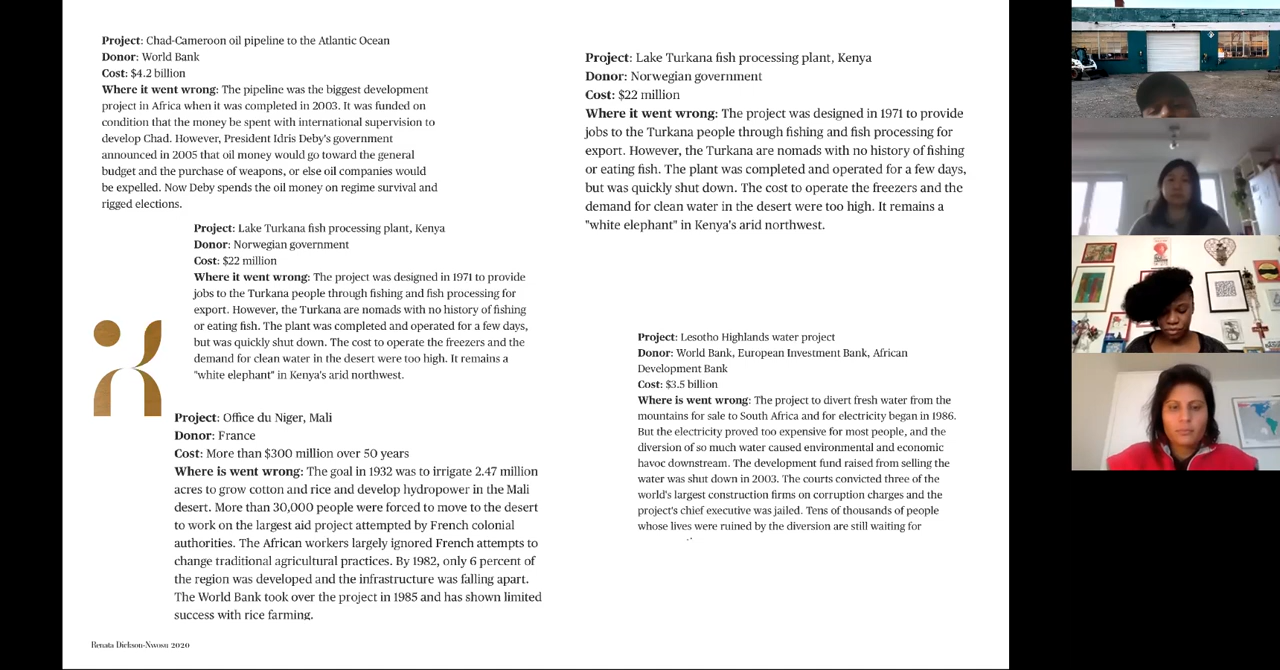 Project: Chad-Cameroon oil pipeline to the Atlantic Ocean
Donor: World Bank
Cost: $4.2 billion
Where it went wrong: The pipeline was the biggest development
project in Africa when it was completed in 2003. It was funded on
condition that the money be spent with international supervision to
develop Chad. However, President Idris Deby's government
announced in 2005 that oil money would go toward the general
budget and the purchase of weapons, or else oil companies would
be expelled. Now Deby spends the oil money on regime survival and
rigged elections.
Project: Lake Turkana fish processing plant, Kenya
Donor: Norwegian government
Cost: $22 million
Where it went wrong: The project was designed in 1971 to provide
jobs to the Turkana people through fishing and fish processing for
export. However, the Turkana are nomads with no history of fishing
or eating fish. The plant was completed and operated for a few days,
but was quickly shut down. The cost to operate the freezers and the
demand for clean water in the desert were too high. It remains a
"white elephant" in Kenya's arid northwest.
Project: Office du Niger, Mali
Donor: France
Cost: More than $300 million over 50 years
Where is went wrong: The goal in 1932 was to irrigate 2.47 million
acres to grow cotton and rice and develop hydropower in the Mali
desert. More than 30,000 people were forced to move to the desert
to work on the largest aid project attempted by French colonial
authorities. The African workers largely ignored French attempts to
change traditional agricultural practices. By 1982, only 6 percent of
the region was developed and the infrastructure was falling apart.
The World Bank took over the project in 1985 and has shown limited
success with rice farming.
Project: Lake Turkana fish processing plant, Kenya
Donor: Norwegian government
Cost: $22 million
Where it went wrong: The project was designed in 1971 to provide
jobs to the Turkana people through fishing and fish processing for
export. However, the Turkana are nomads with no history of fishing
or eating fish. The plant was completed and operated for a few days,
but was quickly shut down. The cost to operate the freezers and the
demand for clean water in the desert were too high. It remains a
"white elephant" in Kenya's arid northwest.
Project: Lesotho Highlands water project
Donor: World Bank, European Investment Bank, African
Development Bank
Cost: $3.5 billion
Where is went wrong: The project to divert fresh water from the
mountains for sale to South Africa and for electricity began in 1986.
But the electricity proved too expensive for most people, and the
diversion of so much water caused environmental and economic
havoc downstream. The development fund raised from selling the
water was shut down in 2003. The courts convicted three of the
world's largest construction firms on corruption charges and the
project's chief executive was jailed. Tens of thousands of people
whose lives were ruined by the diversion are still waiting for
Renata Dickson-Nwosu 2020